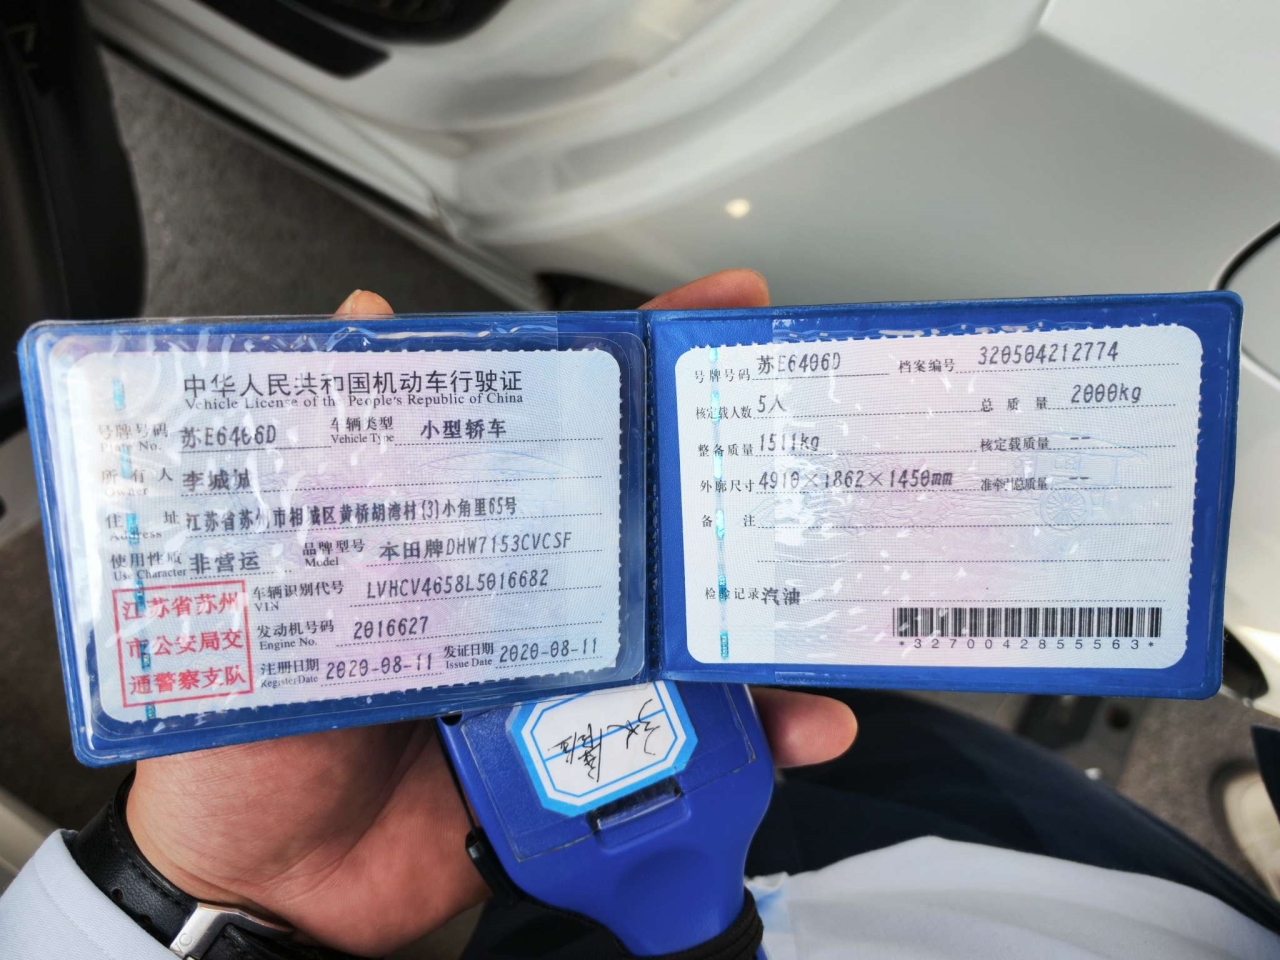 中华人民共和国机动车行驶证
Vehicle License of the People's Republic of China
号牌号码 苏E6406D 车辆类型 小型轿车
Plate No. Vehicle Type
所有人 李城
Owner
住址 江苏省苏州市相城区黄桥胡湾村(3)小角里65号
Address
使用性质 非营运 品牌型号 本田牌DHW7153CVCSF
Use Character Model
江苏省苏州
市公安局交
通警察支队
车辆识别代号 LVHCV4658L5016682
VIN
发动机号码 2016627
Engine No.
注册日期 2020-08-11 发证日期 2020-08-11
Register Date Issue Date
号牌号码 苏E6406D 档案编号 320504212774
核定载人数 5人 总质量 2000kg
整备质量 1511kg 核定载质量 --
外廓尺寸 4910×1862×1450mm 准牵引总质量 --
备注
检验记录 汽油
*3270042855563*